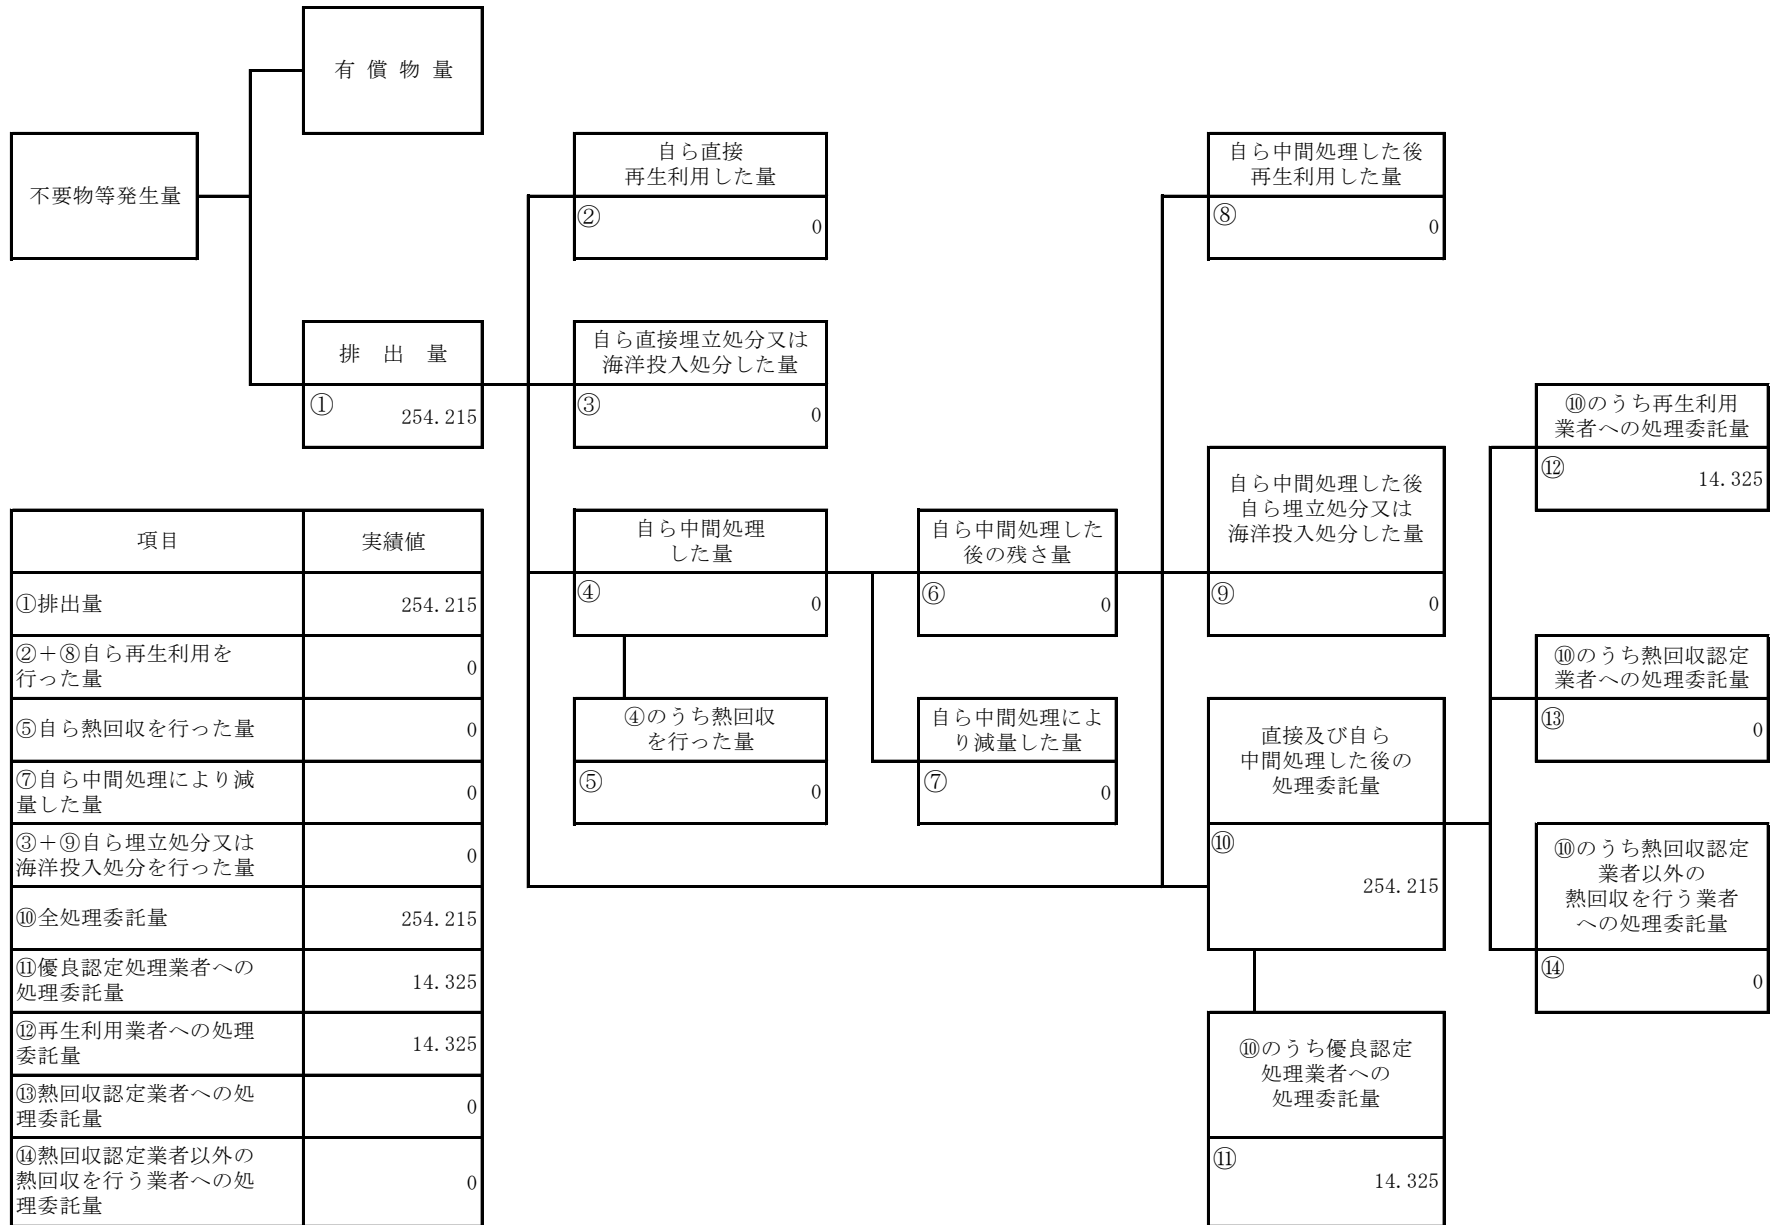 有 償 物 量
不要物等発生量
自ら直接
再生利用した量
②
0
自ら中間処理した後
再生利用した量
⑧
0
排 出 量
①
254.215
自ら直接埋立処分又は
海洋投入処分した量
③
0
⑩のうち再生利用
業者への処理委託量
⑫
14.325
自ら中間処理した後
自ら埋立処分又は
海洋投入処分した量
⑨
0
自ら中間処理
した量
④
0
自ら中間処理した
後の残さ量
⑥
0
⑩のうち熱回収認定
業者への処理委託量
⑬
0
④のうち熱回収
を行った量
⑤
0
自ら中間処理によ
り減量した量
⑦
0
直接及び自ら
中間処理した後の
処理委託量
⑩
254.215
⑩のうち熱回収認定
業者以外の
熱回収を行う業者
への処理委託量
⑭
0
⑩のうち優良認定
処理業者への
処理委託量
⑪
14.325
項目 実績値
①排出量 254.215
②+⑧自ら再生利用を
行った量 0
⑤自ら熱回収を行った量 0
⑦自ら中間処理により減
量した量 0
③+⑨自ら埋立処分又は
海洋投入処分を行った量 0
⑩全処理委託量 254.215
⑪優良認定処理業者への
処理委託量 14.325
⑫再生利用業者への処理
委託量 14.325
⑬熱回収認定業者への処
理委託量 0
⑭熱回収認定業者以外の
熱回収を行う業者への処
理委託量 0